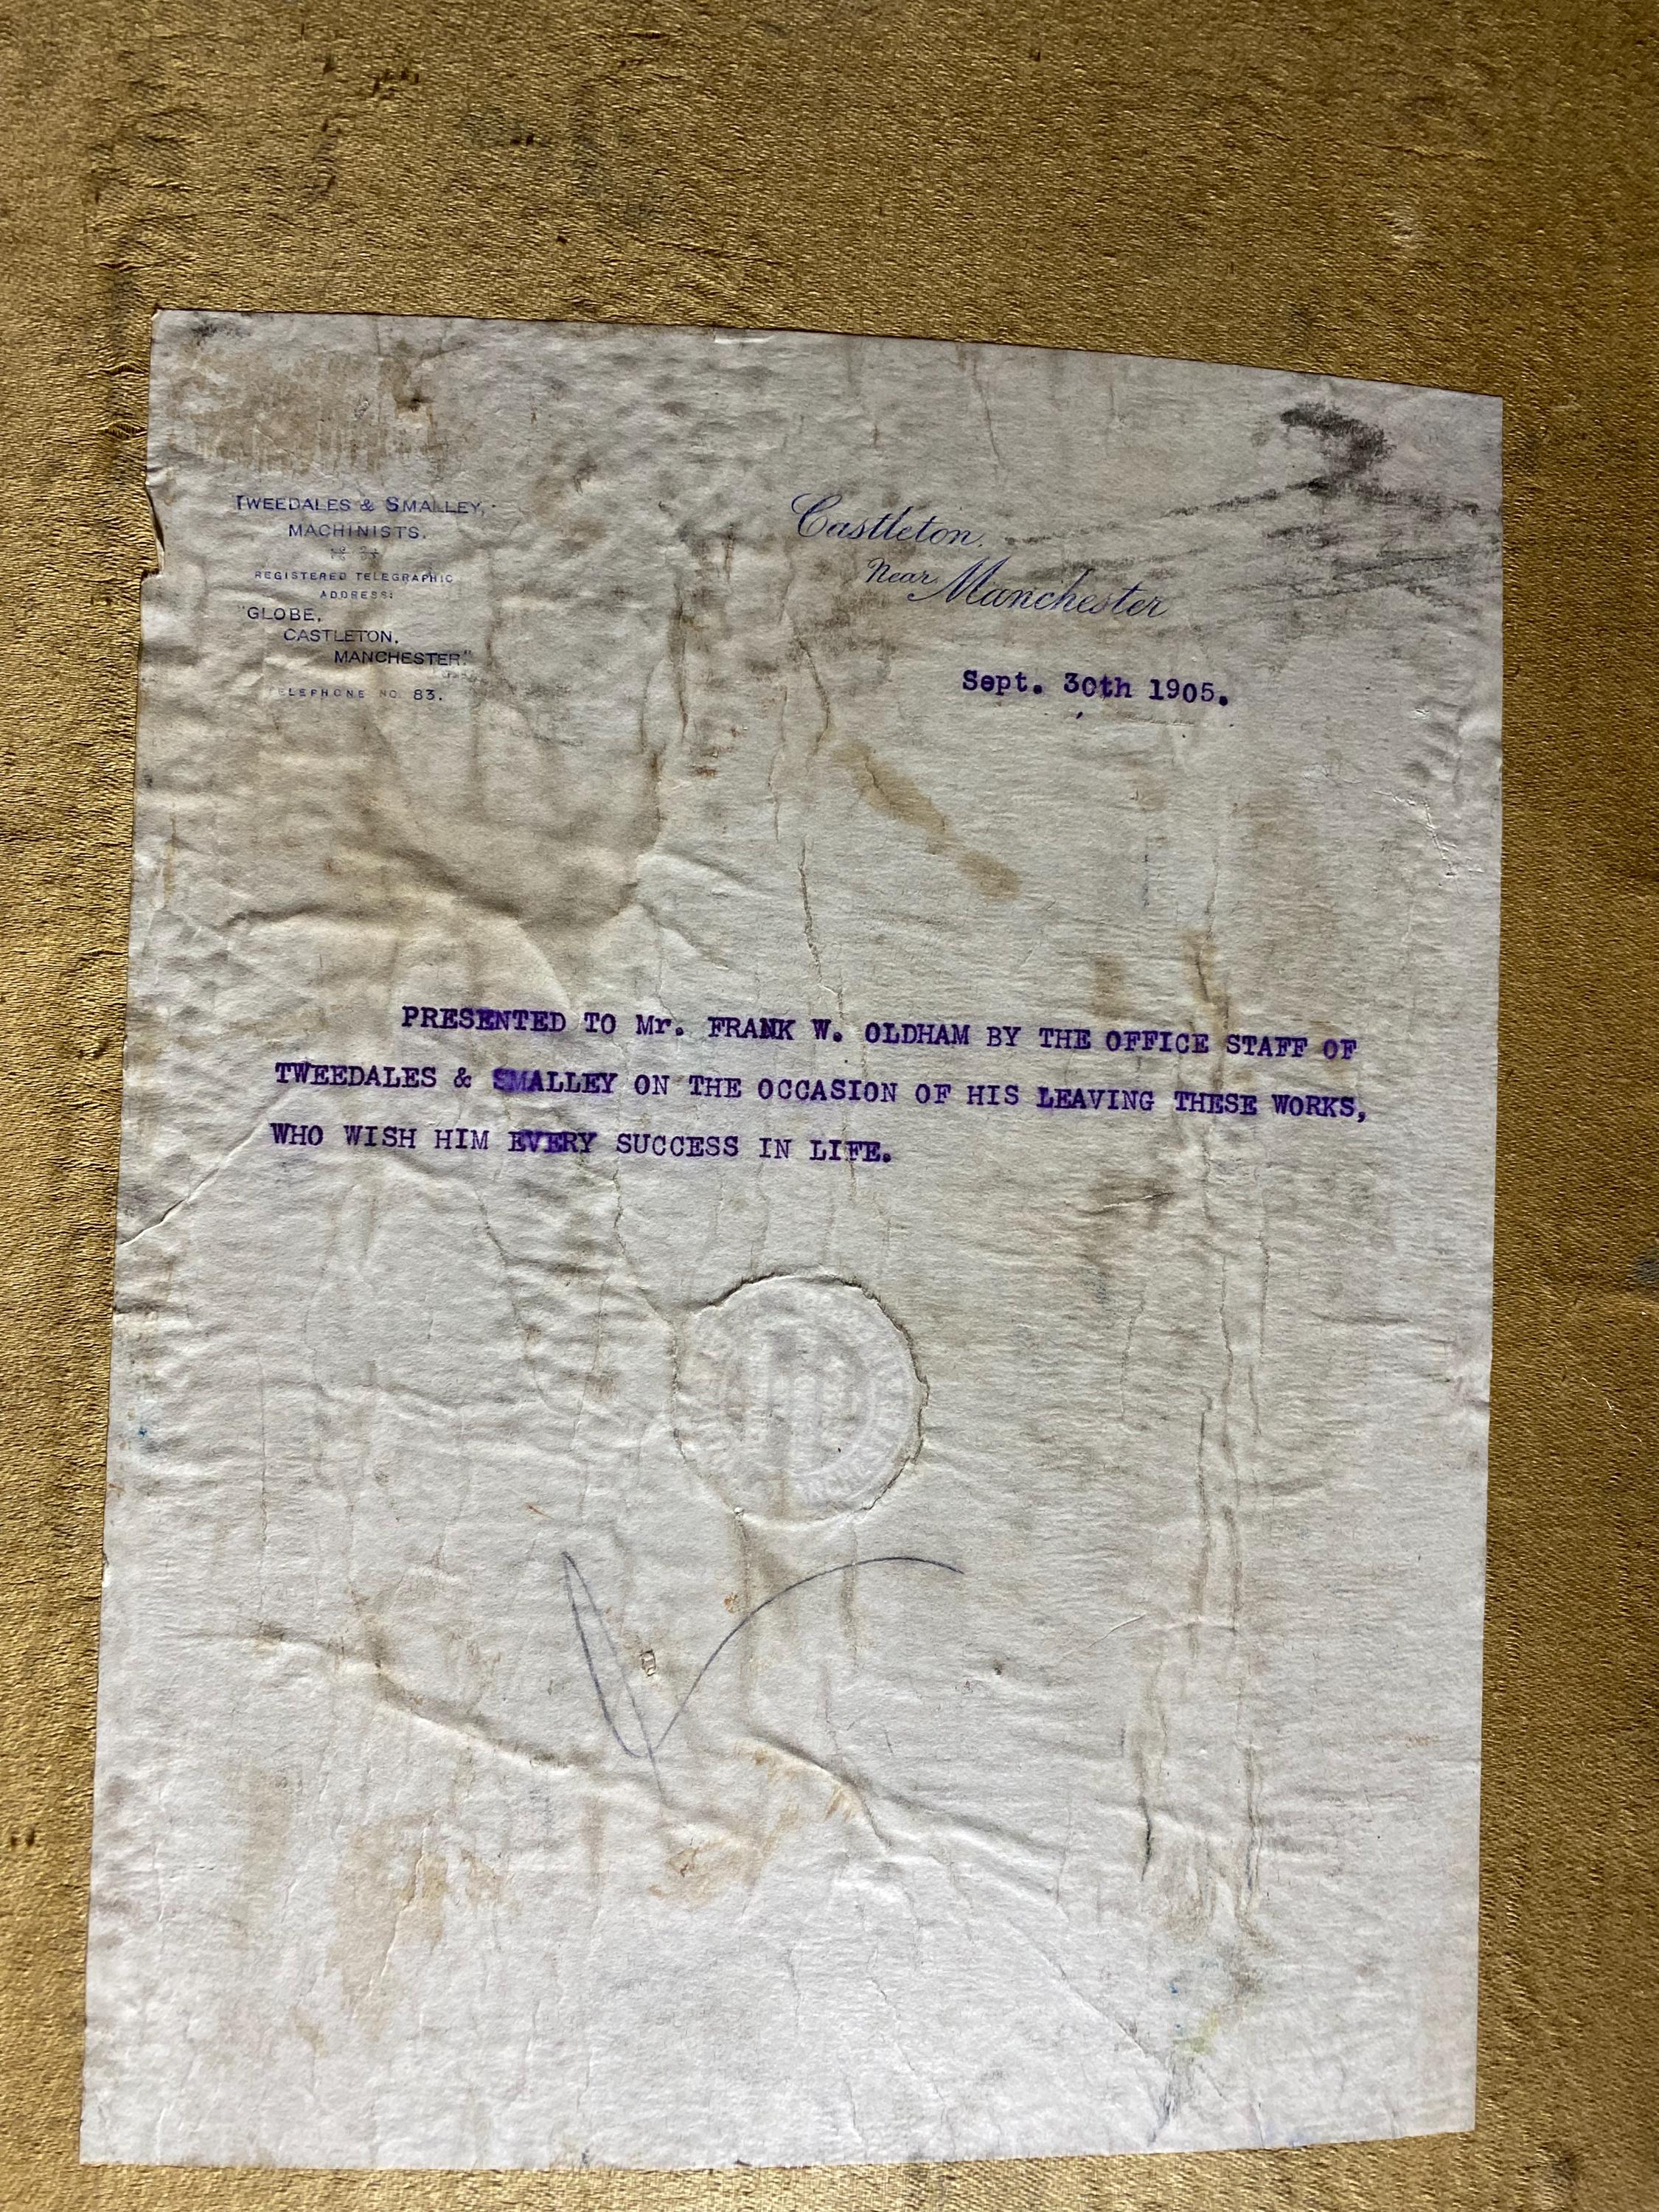 TWEEDALES & SMALLEY,
MACHINISTS.
REGISTERED TELEGRAPHIC
ADDRESS:
"GLOBE,
CASTLETON,
MANCHESTER."
TELEPHONE NO. 83.
Castleton,
Near Manchester
Sept. 30th 1905.
PRESENTED TO Mr. FRANK W. OLDHAM BY THE OFFICE STAFF OF
TWEEDALES & SMALLEY ON THE OCCASION OF HIS LEAVING THESE WORKS,
WHO WISH HIM EVERY SUCCESS IN LIFE.